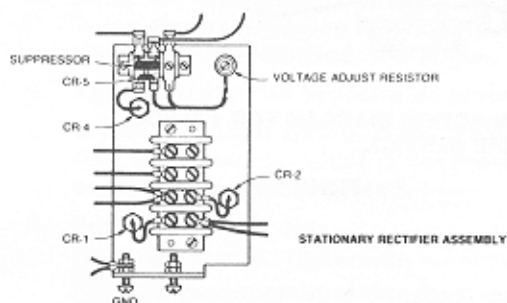 SUPPRESSOR
CR-5
VOLTAGE ADJUST RESISTOR
CR-4
CR-2
CR-1
STATIONARY RECTIFIER ASSEMBLY
GND